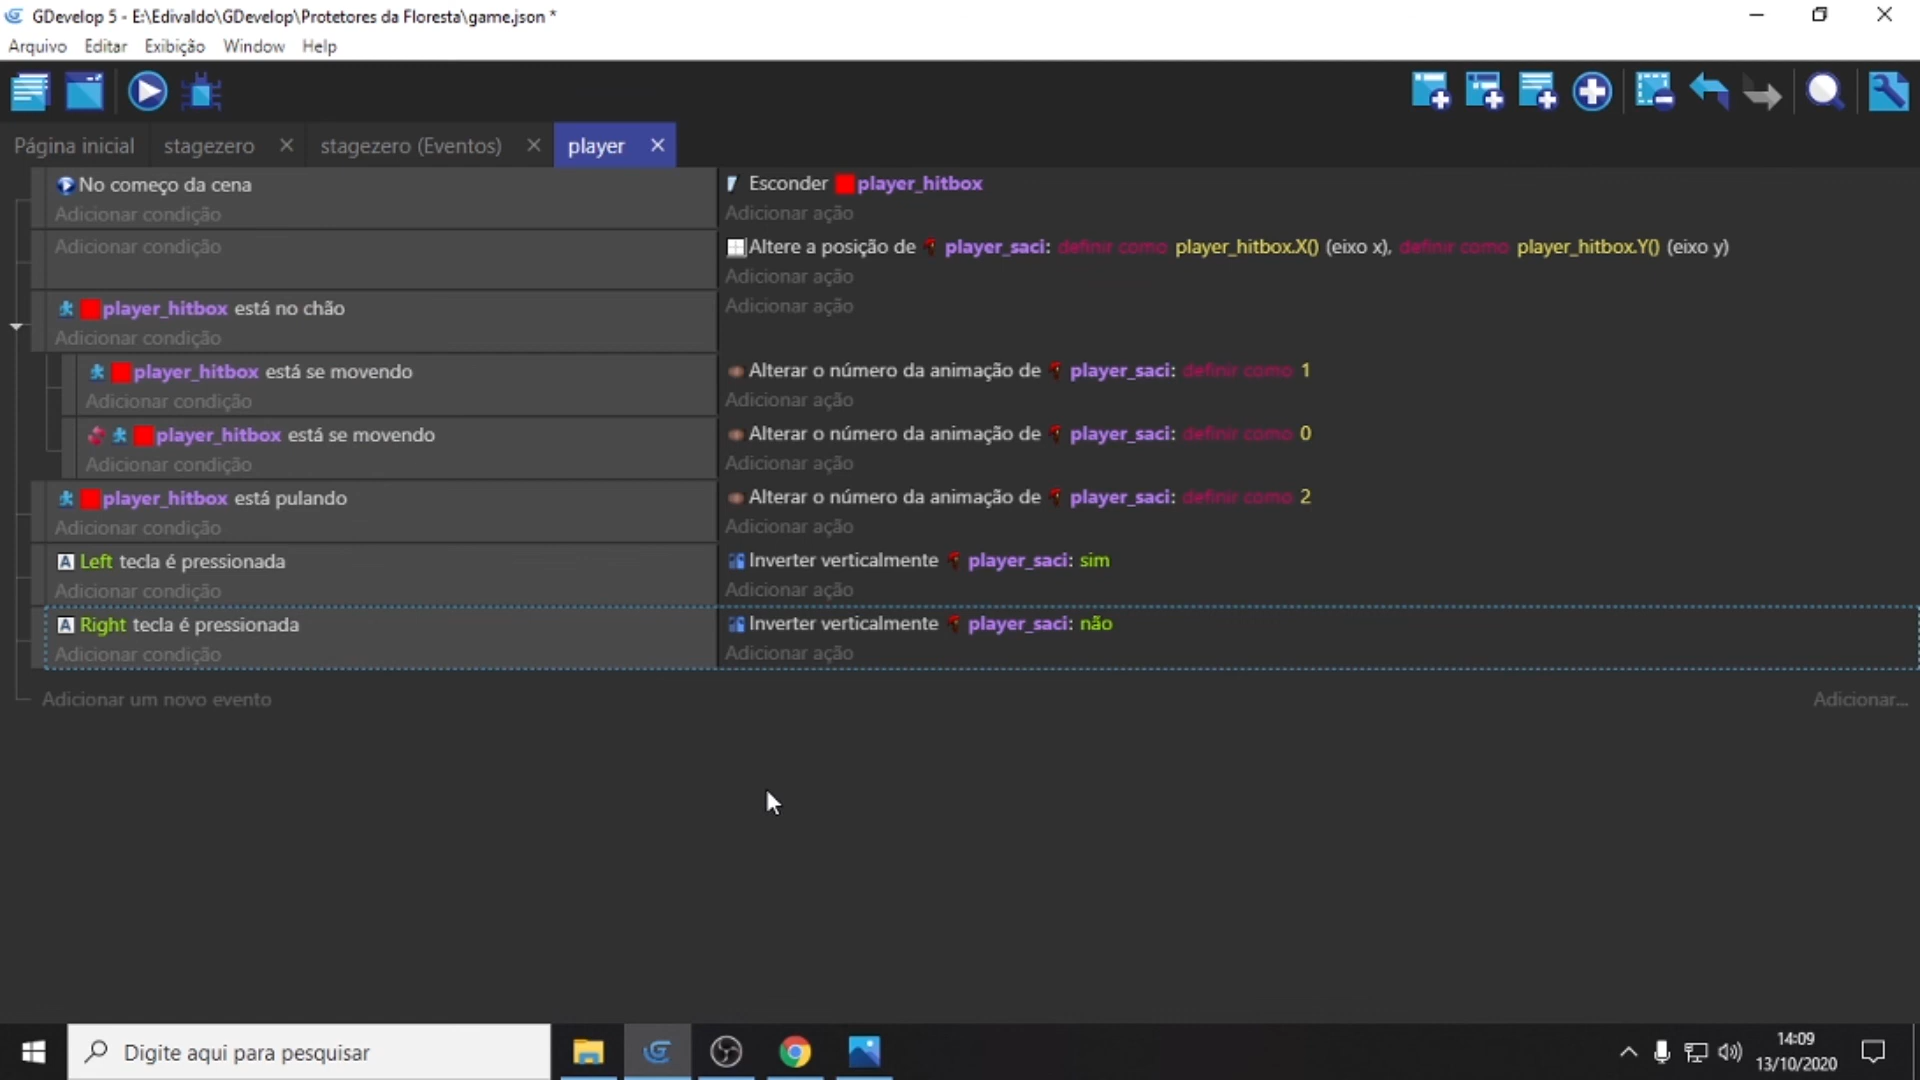 GDevelop 5 - E:\Edivaldo\GDevelop\Protetores da Floresta\game.json *
Arquivo Editar Exibição Window Help
Página inicial stagezero stagezero (Eventos) player
No começo da cena Esconder player_hitbox
Adicionar condição Adicionar ação
Adicionar condição Altere a posição de player_saci: definir como player_hitbox.X() (eixo x), definir como player_hitbox.Y() (eixo y)
Adicionar ação
player_hitbox está no chão Adicionar ação
Adicionar condição
player_hitbox está se movendo Alterar o número da animação de player_saci: definir como 1
Adicionar condição Adicionar ação
player_hitbox está se movendo Alterar o número da animação de player_saci: definir como 0
Adicionar condição Adicionar ação
player_hitbox está pulando Alterar o número da animação de player_saci: definir como 2
Adicionar condição Adicionar ação
A Left tecla é pressionada Inverter verticalmente player_saci: sim
Adicionar condição Adicionar ação
A Right tecla é pressionada Inverter verticalmente player_saci: não
Adicionar condição Adicionar ação
Adicionar um novo evento Adicionar...
Digite aqui para pesquisar 14:09
13/10/2020